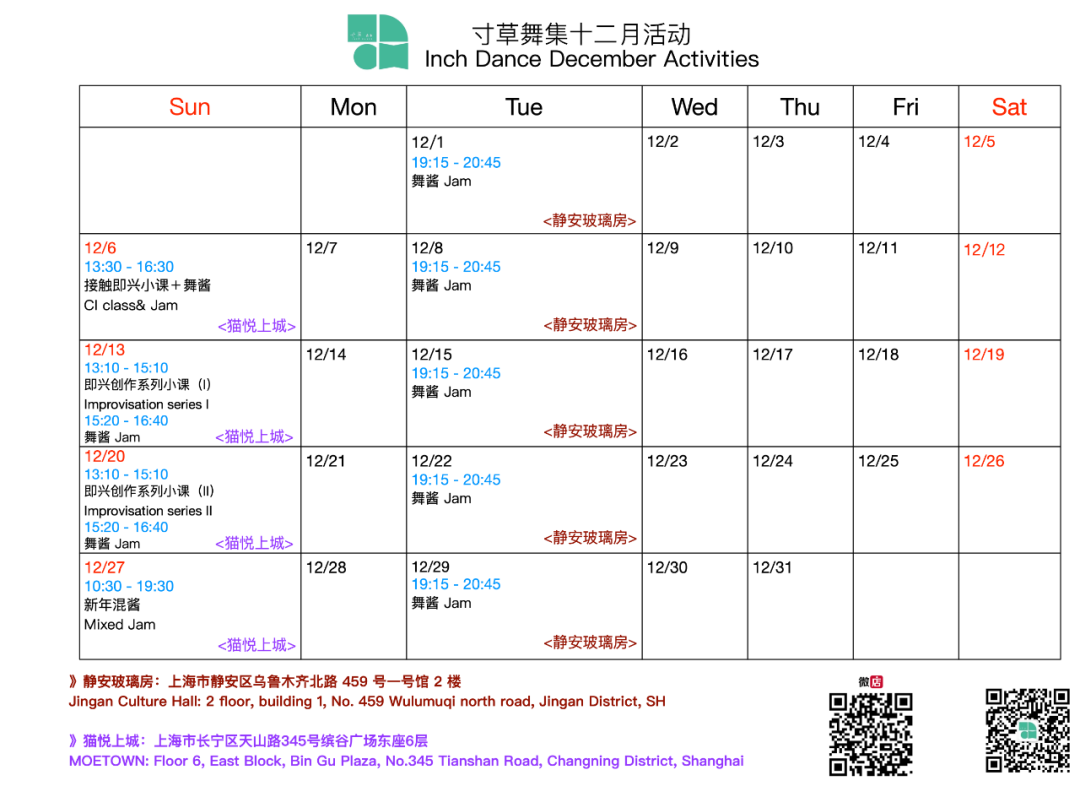 寸草舞集十二月活动
Inch Dance December Activities
Sun Mon Tue Wed Thu Fri Sat
12/1
19:15 - 20:45
舞酱 Jam
<静安玻璃房>
12/2
12/3
12/4
12/5
12/6
13:30 - 16:30
接触即兴小课+舞酱
CI class& Jam
<猫悦上城>
12/7
12/8
19:15 - 20:45
舞酱 Jam
<静安玻璃房>
12/9
12/10
12/11
12/12
12/13
13:10 - 15:10
即兴创作系列小课（I）
Improvisation series I
15:20 - 16:40
舞酱 Jam <猫悦上城>
12/14
12/15
19:15 - 20:45
舞酱 Jam
<静安玻璃房>
12/16
12/17
12/18
12/19
12/20
13:10 - 15:10
即兴创作系列小课（II）
Improvisation series II
15:20 - 16:40
舞酱 Jam <猫悦上城>
12/21
12/22
19:15 - 20:45
舞酱 Jam
<静安玻璃房>
12/23
12/24
12/25
12/26
12/27
10:30 - 19:30
新年混酱
Mixed Jam
<猫悦上城>
12/28
12/29
19:15 - 20:45
舞酱 Jam
<静安玻璃房>
12/30
12/31
》静安玻璃房：上海市静安区乌鲁木齐北路 459 号一号馆 2 楼
Jingan Culture Hall: 2 floor, building 1, No. 459 Wulumuqi north road, Jingan District, SH
》猫悦上城：上海市长宁区天山路345号缤谷广场东座6层
MOETOWN: Floor 6, East Block, Bin Gu Plaza, No.345 Tianshan Road, Changning District, Shanghai
微店